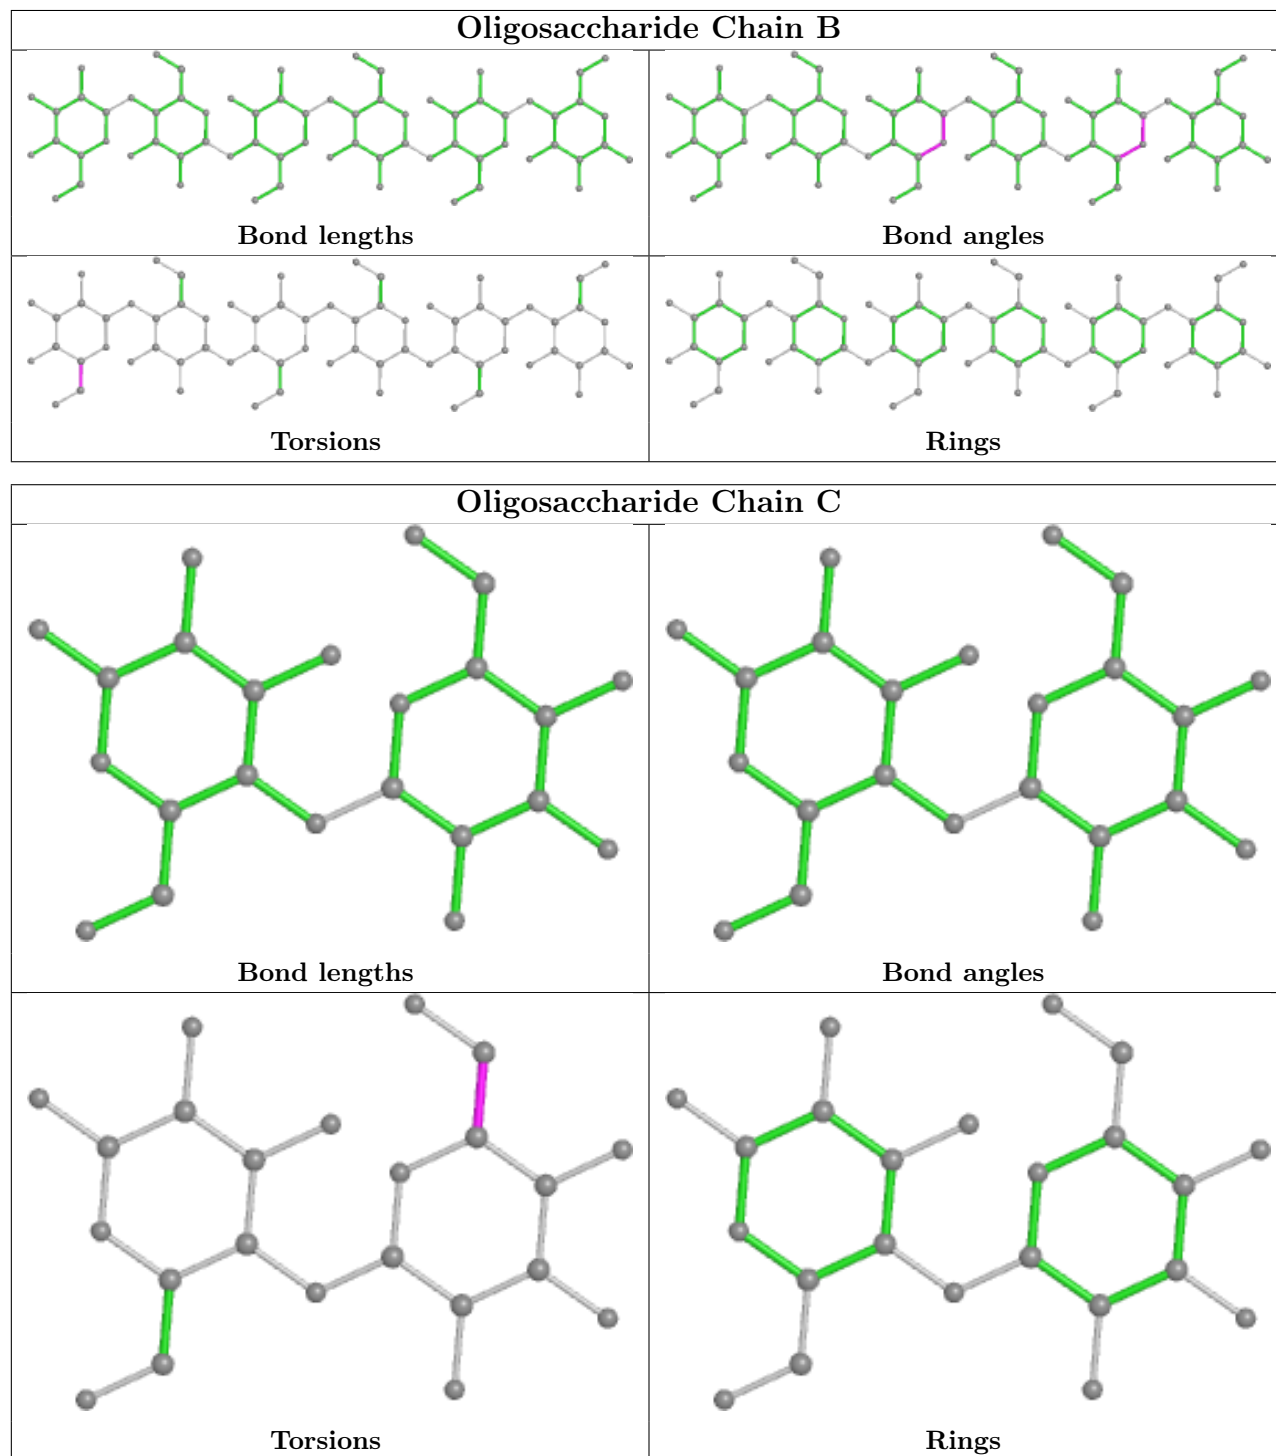 Oligosaccharide Chain B
Bond lengths
Bond angles
Torsions
Rings
Oligosaccharide Chain C
Bond lengths
Bond angles
Torsions
Rings